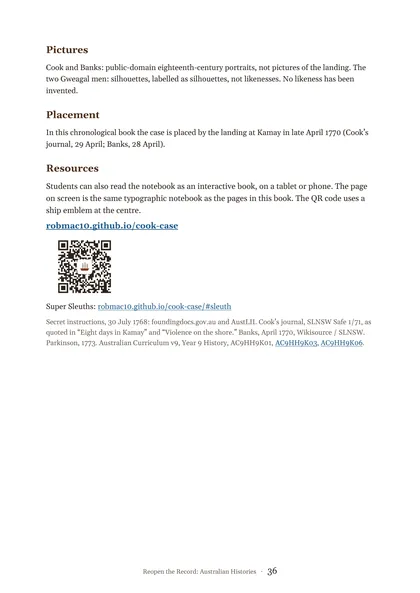 Pictures
Cook and Banks: public-domain eighteenth-century portraits, not pictures of the landing. The
two Gweagal men: silhouettes, labelled as silhouettes, not likenesses. No likeness has been
invented.
Placement
In this chronological book the case is placed by the landing at Kamay in late April 1770 (Cook’s
journal, 29 April; Banks, 28 April).
Resources
Students can also read the notebook as an interactive book, on a tablet or phone. The page
on screen is the same typographic notebook as the pages in this book. The QR code uses a
ship emblem at the centre.
robmac10.github.io/cook-case
Super Sleuths: robmac10.github.io/cook-case/#sleuth
Secret instructions, 30 July 1768: foundingdocs.gov.au and AustLII. Cook’s journal, SLNSW Safe 1/71, as
quoted in “Eight days in Kamay” and “Violence on the shore.” Banks, April 1770, Wikisource / SLNSW.
Parkinson, 1773. Australian Curriculum v9, Year 9 History, AC9HH9K01, AC9HH9K03, AC9HH9K06.
Reopen the Record: Australian Histories · 36